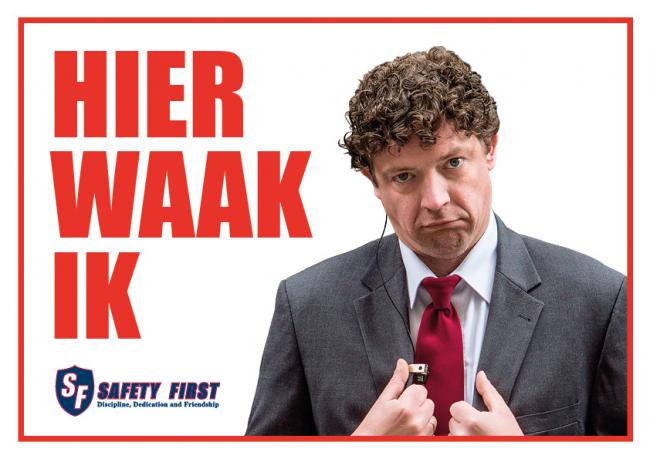 HIER
WAAK
IK
SF SAFETY FIRST
Discipline, Dedication and Friendship